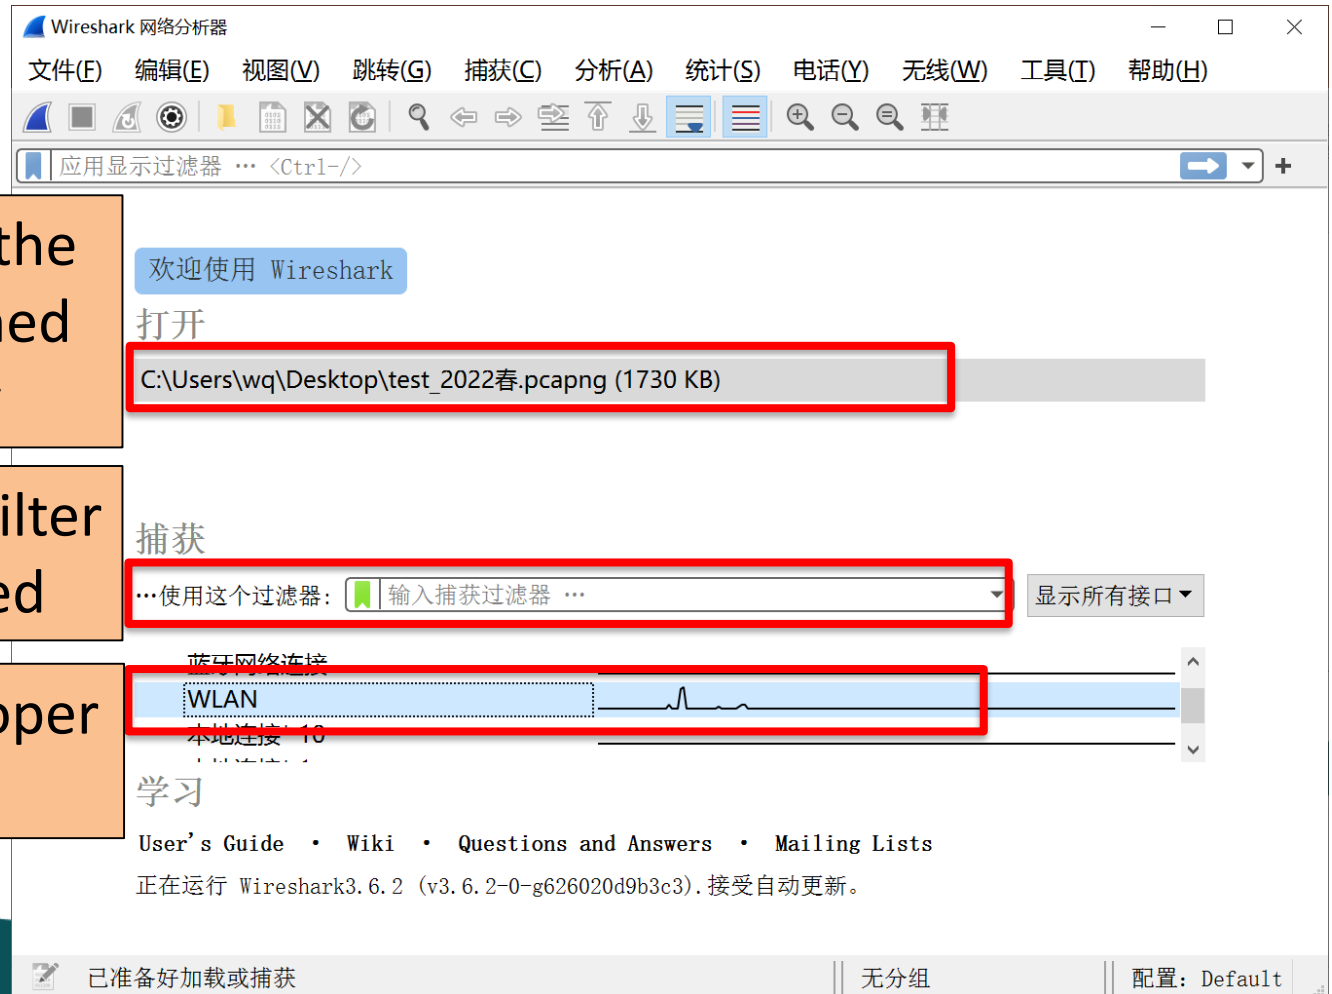 Wireshark 网络分析器
文件(F) 编辑(E) 视图(V) 跳转(G) 捕获(C) 分析(A) 统计(S) 电话(Y) 无线(W) 工具(T) 帮助(H)
应用显示过滤器 … <Ctrl-/>
the
欢迎使用 Wireshark
打开
C:\Users\wq\Desktop\test_2022春.pcapng (1730 KB)
捕获
…使用这个过滤器: 输入捕获过滤器 … 显示所有接口
蓝牙网络连接
WLAN
学习
User's Guide · Wiki · Questions and Answers · Mailing Lists
正在运行 Wireshark3.6.2 (v3.6.2-0-g626020d9b3c3).接受自动更新。
已准备好加载或捕获 无分组 配置: Default